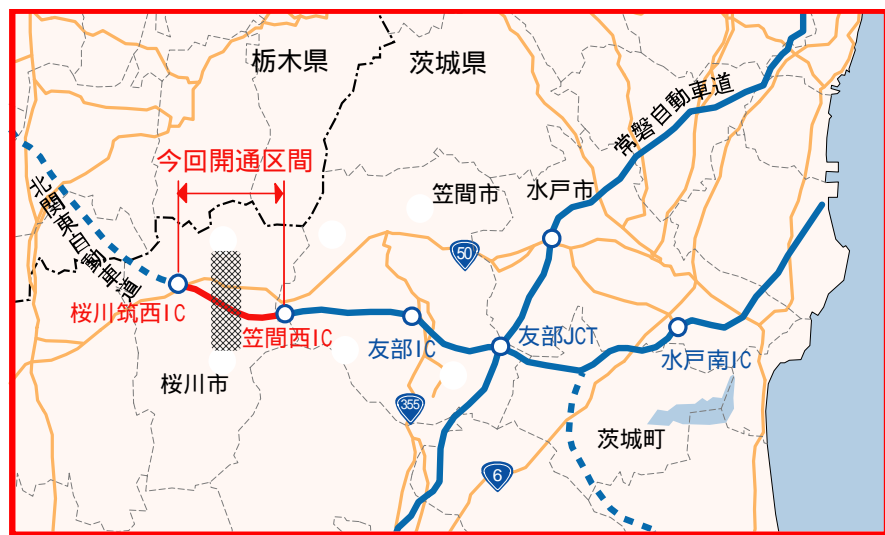 栃木県
茨城県
常磐自動車道
今回開通区間
北関東自動車道
笠間市
水戸市
50
桜川筑西IC
笠間西IC
友部IC
友部JCT
水戸南IC
桜川市
355
茨城町
6